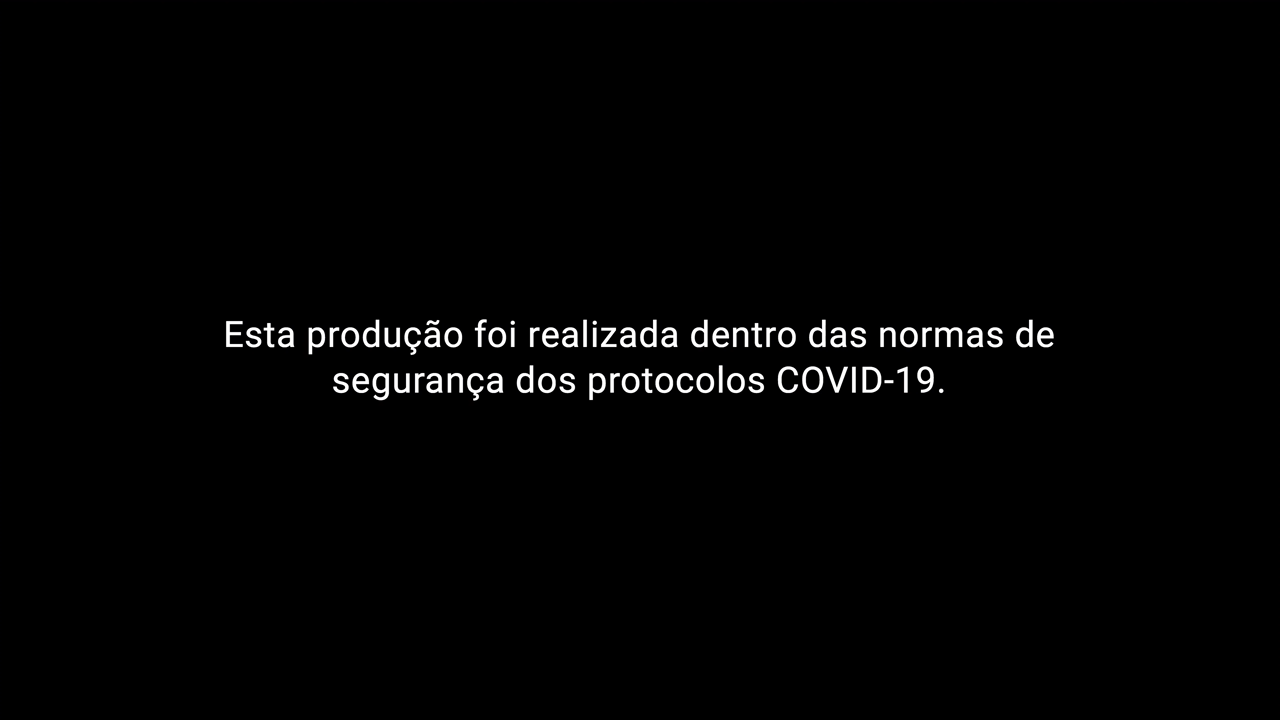 Esta produção foi realizada dentro das normas de
segurança dos protocolos COVID-19.